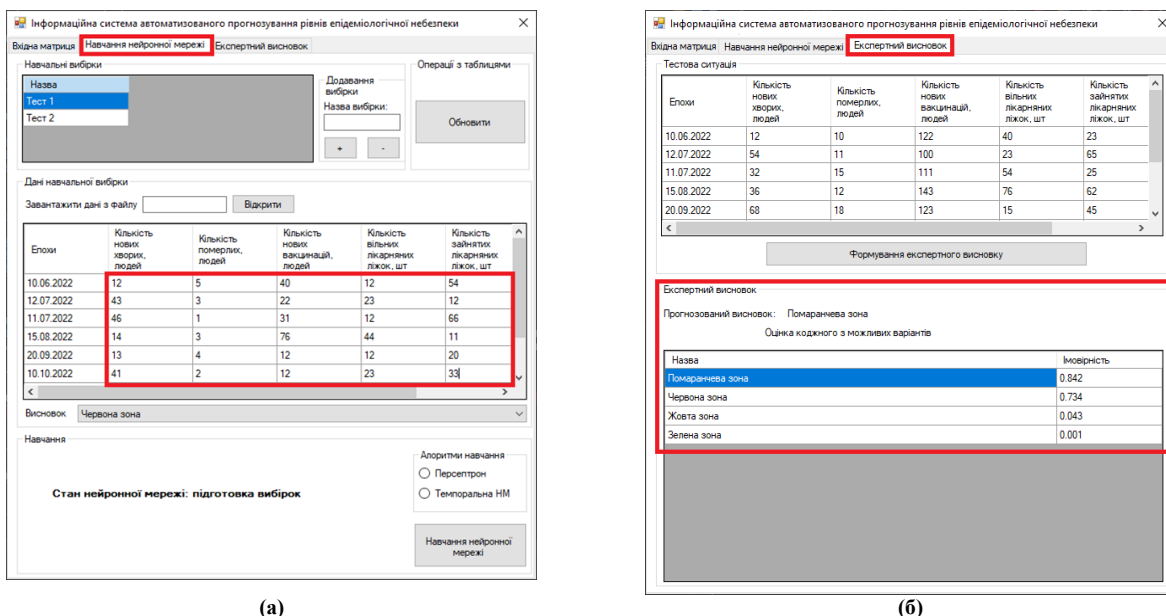 Інформаційна система автоматизованого прогнозування рівнів епідеміологічної небезпеки
Вхідна матриця Навчання нейронної мережі Експертний висновок
Навчальні вибірки
Назва
Тест 1
Тест 2
Додавання
вибірки
Назва вибірки:
+ -
Операції з таблицями
Обновити
Дані навчальної вибірки
Завантажити дані з файлу Відкрити
Епохи Кількість нових хворих, людей Кількість померлих, людей Кількість нових вакцинацій, людей Кількість вільних лікарняних ліжок, шт Кількість зайнятих лікарняних ліжок, шт
10.06.2022 12 5 40 12 54
12.07.2022 43 3 22 23 12
11.07.2022 46 1 31 12 66
15.08.2022 14 3 76 44 11
20.09.2022 13 4 12 12 20
10.10.2022 41 2 12 23 33
Висновок Червона зона
Навчання
Стан нейронної мережі: підготовка вибірок
Алгоритми навчання
Персептрон
Темпоральна НМ
Навчання нейронної
мережі
(а)
Інформаційна система автоматизованого прогнозування рівнів епідеміологічної небезпеки
Вхідна матриця Навчання нейронної мережі Експертний висновок
Тестова ситуація
Епохи Кількість нових хворих, людей Кількість померлих, людей Кількість нових вакцинацій, людей Кількість вільних лікарняних ліжок, шт Кількість зайнятих лікарняних ліжок, шт
10.06.2022 12 10 122 40 23
12.07.2022 54 11 100 23 65
11.07.2022 32 15 111 54 25
15.08.2022 36 12 143 76 62
20.09.2022 68 18 123 15 45
Формування експертного висновку
Експертний висновок
Прогнозований висновок: Помаранчева зона
Оцінка коджного з можливих варіантів
Назва Імовірність
Помаранчева зона 0.842
Червона зона 0.734
Жовта зона 0.043
Зелена зона 0.001
(б)